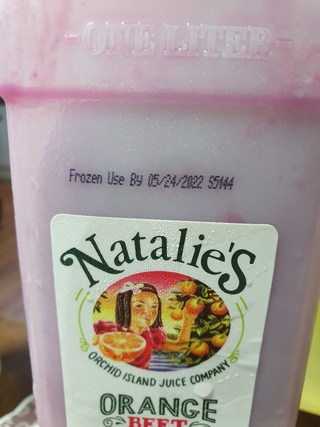 ONE LITER
Frozen Use By 05/24/2022 S5144
Natalie's
ORCHID ISLAND JUICE COMPANY
ORANGE
BEET